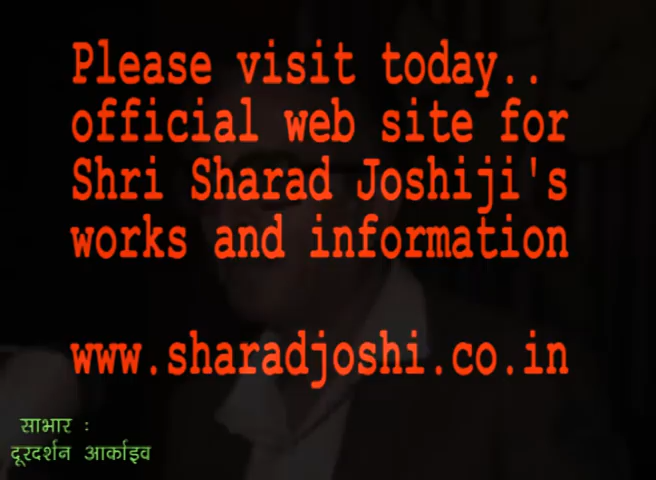 Please visit today..
official web site for
Shri Sharad Joshiji's
works and information
www.sharadjoshi.co.in
साभार :
दूरदर्शन आर्काइव